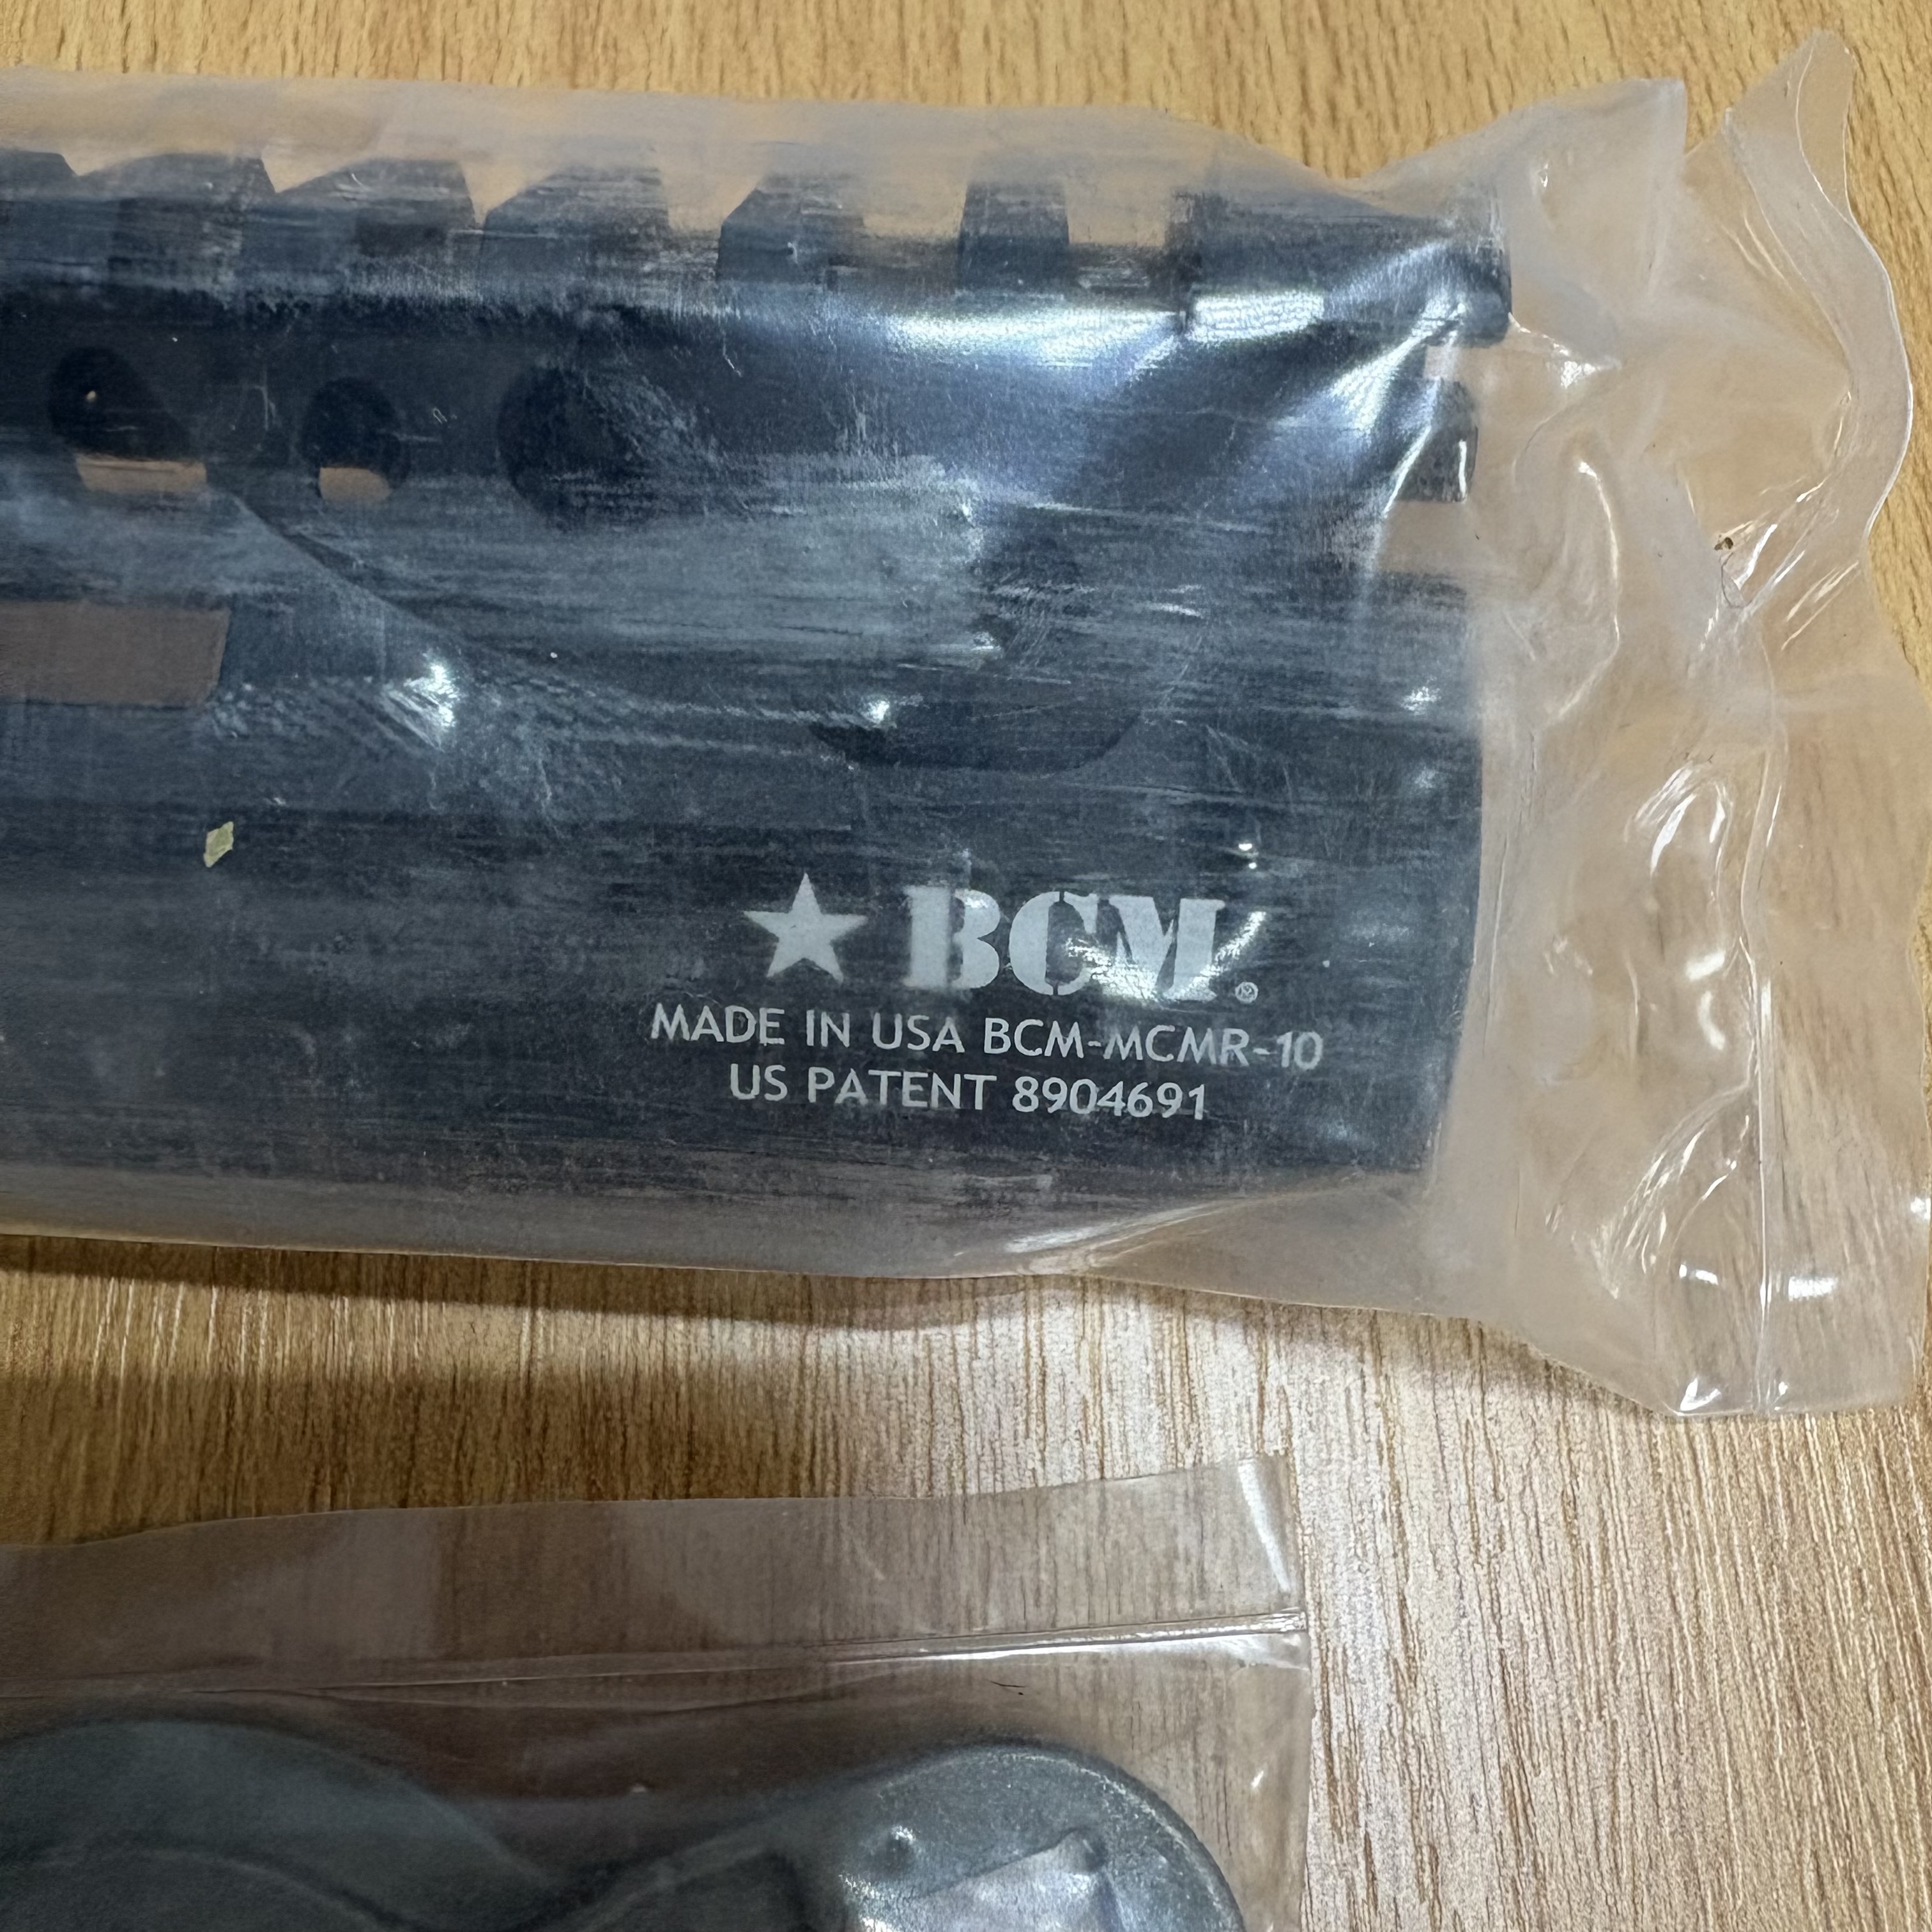 BCM®
MADE IN USA BCM-MCMR-10
US PATENT 8904691